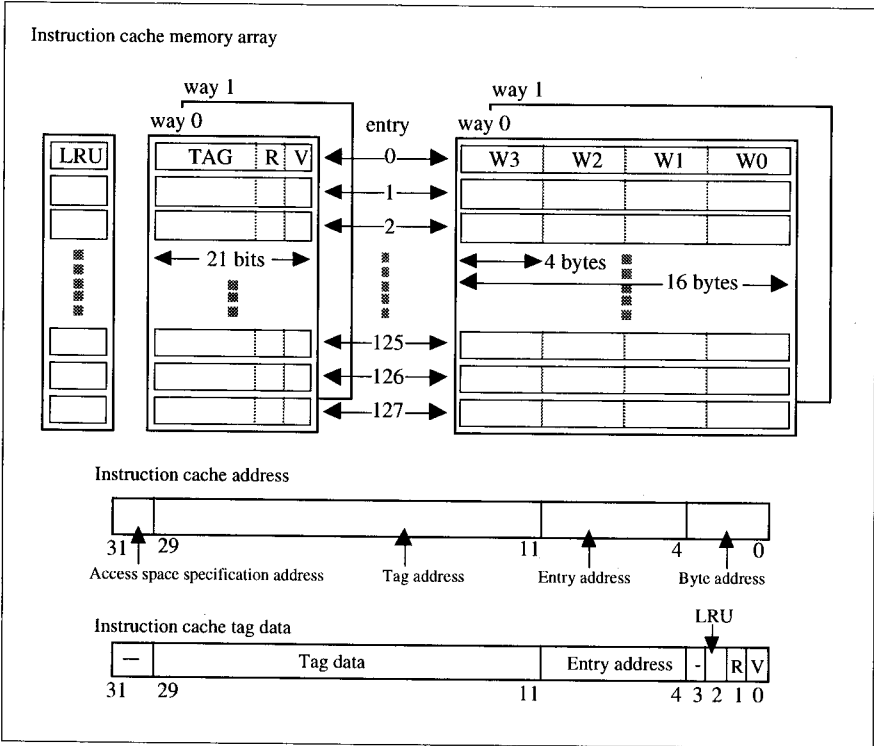 Instruction cache memory array
way 1
way 1
way 0
entry
way 0
LRU
TAG R V
0
W3 W2 W1 W0
1
2
21 bits
4 bytes
16 bytes
125
126
127
Instruction cache address
31 29 11 4 0
Access space specification address
Tag address
Entry address
Byte address
LRU
Instruction cache tag data
— Tag data Entry address - R V
31 29 11 4 3 2 1 0